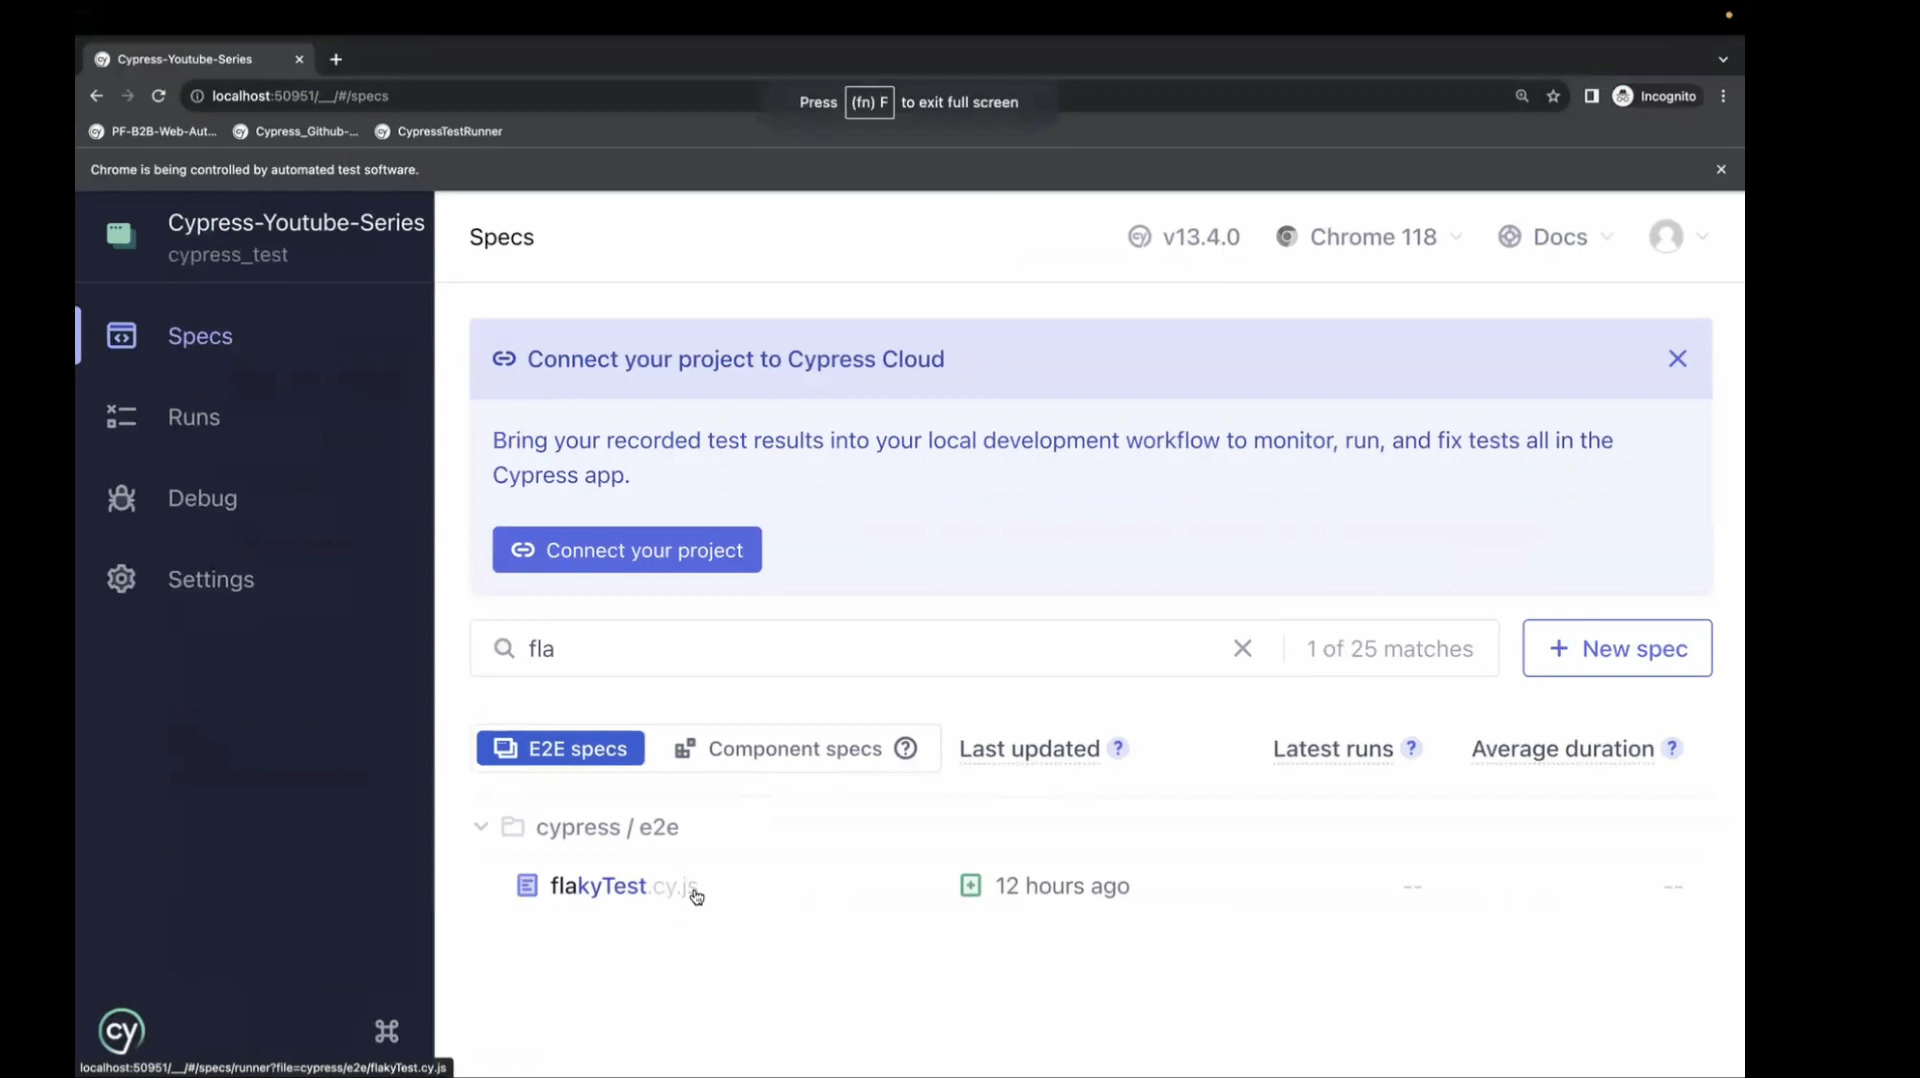 Cypress-Youtube-Series
localhost:50951/__/#/specs
Press (fn) F to exit full screen
Incognito
PF-B2B-Web-Aut... Cypress_Github-... CypressTestRunner
Chrome is being controlled by automated test software.
Cypress-Youtube-Series
cypress_test
Specs
Runs
Debug
Settings
cy
Specs
v13.4.0
Chrome 118
Docs
Connect your project to Cypress Cloud
Bring your recorded test results into your local development workflow to monitor, run, and fix tests all in the
Cypress app.
Connect your project
fla
1 of 25 matches
+ New spec
E2E specs
Component specs ?
Last updated ?
Latest runs ?
Average duration ?
cypress / e2e
flakyTest.cy.js
12 hours ago
--
--
localhost:50951/__/#/specs/runner?file=cypress/e2e/flakyTest.cy.js